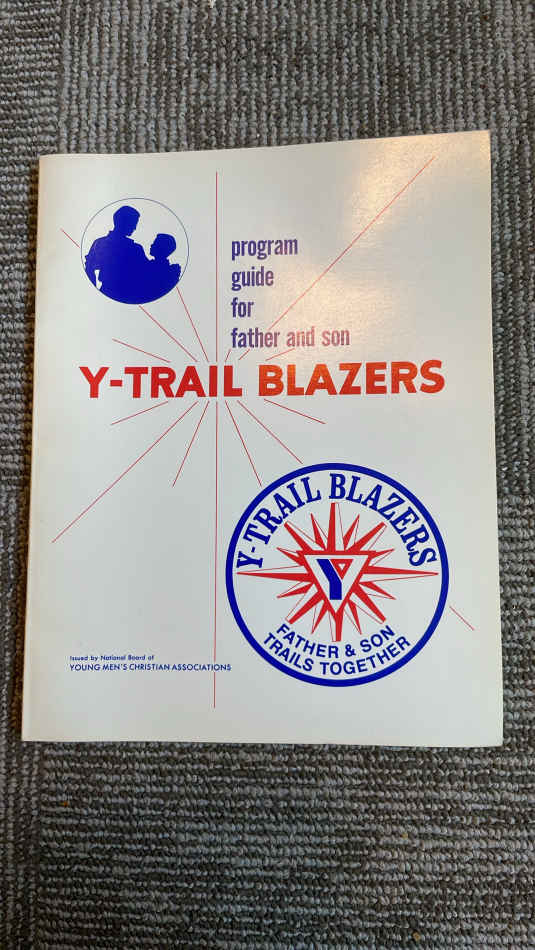 program
guide
for
father and son
Y-TRAIL BLAZERS
Y-TRAIL BLAZERS
Y
FATHER & SON
TRAILS TOGETHER
Issued by National Board of
YOUNG MEN'S CHRISTIAN ASSOCIATIONS